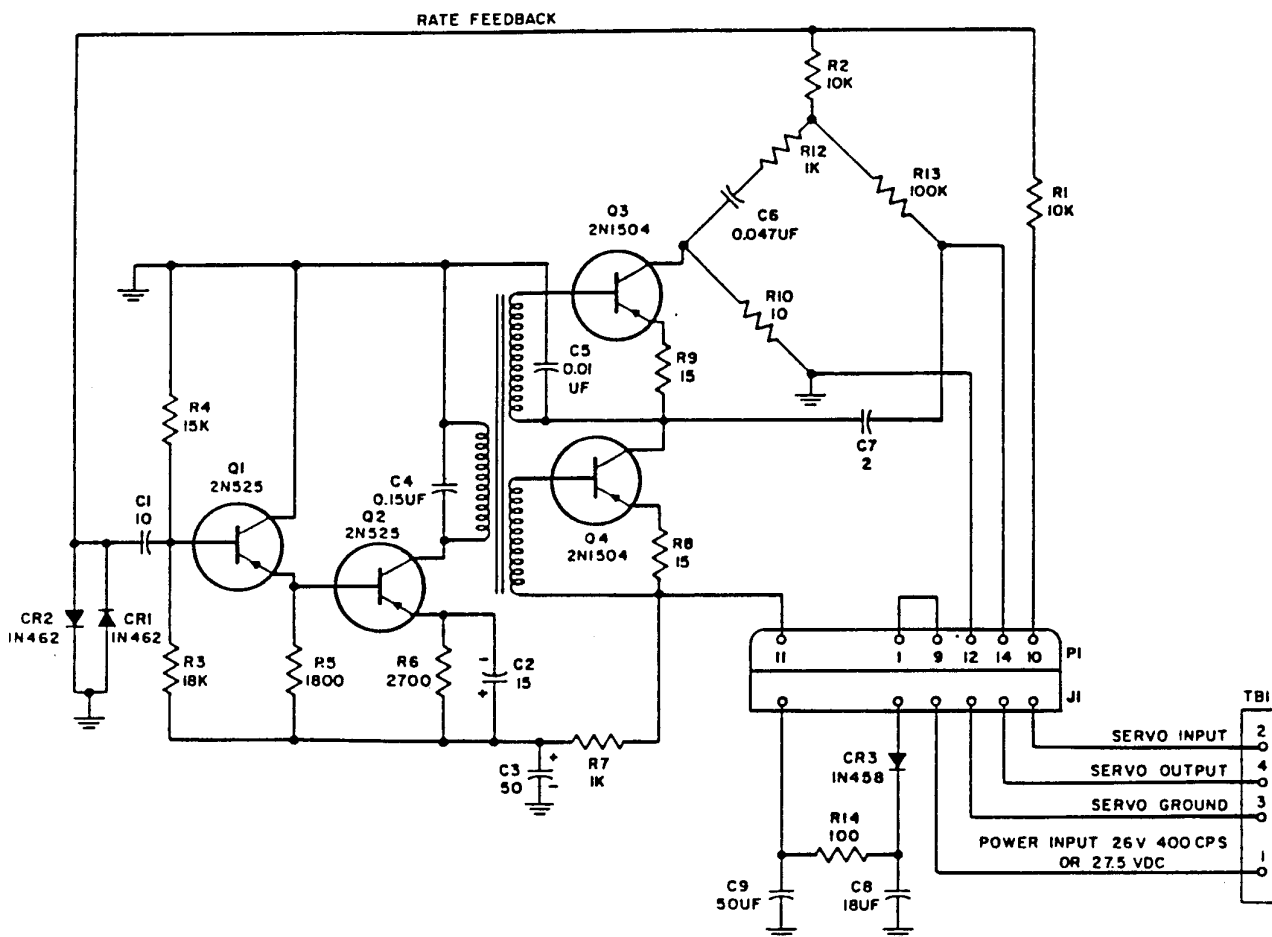 RATE FEEDBACK
R2
10K
R12
1K
R13
100K
R1
10K
C6
0.047UF
Q3
2N1504
R10
10
C5
0.01
UF
R9
15
R4
15K
C7
2
Q1
2N525
C4
0.15UF
C1
10
Q2
2N525
Q4
2N1504
R8
15
CR2
1N462
CR1
1N462
R3
18K
R5
1800
R6
2700
-
C2
15
+
11 1 9 12 14 10 P1
J1
TB1
C3
50
+
-
R7
1K
CR3
1N458
SERVO INPUT 2
SERVO OUTPUT 4
SERVO GROUND 3
R14
100
POWER INPUT 26V 400CPS
OR 27.5 VDC
1
C9
50UF
C8
18UF